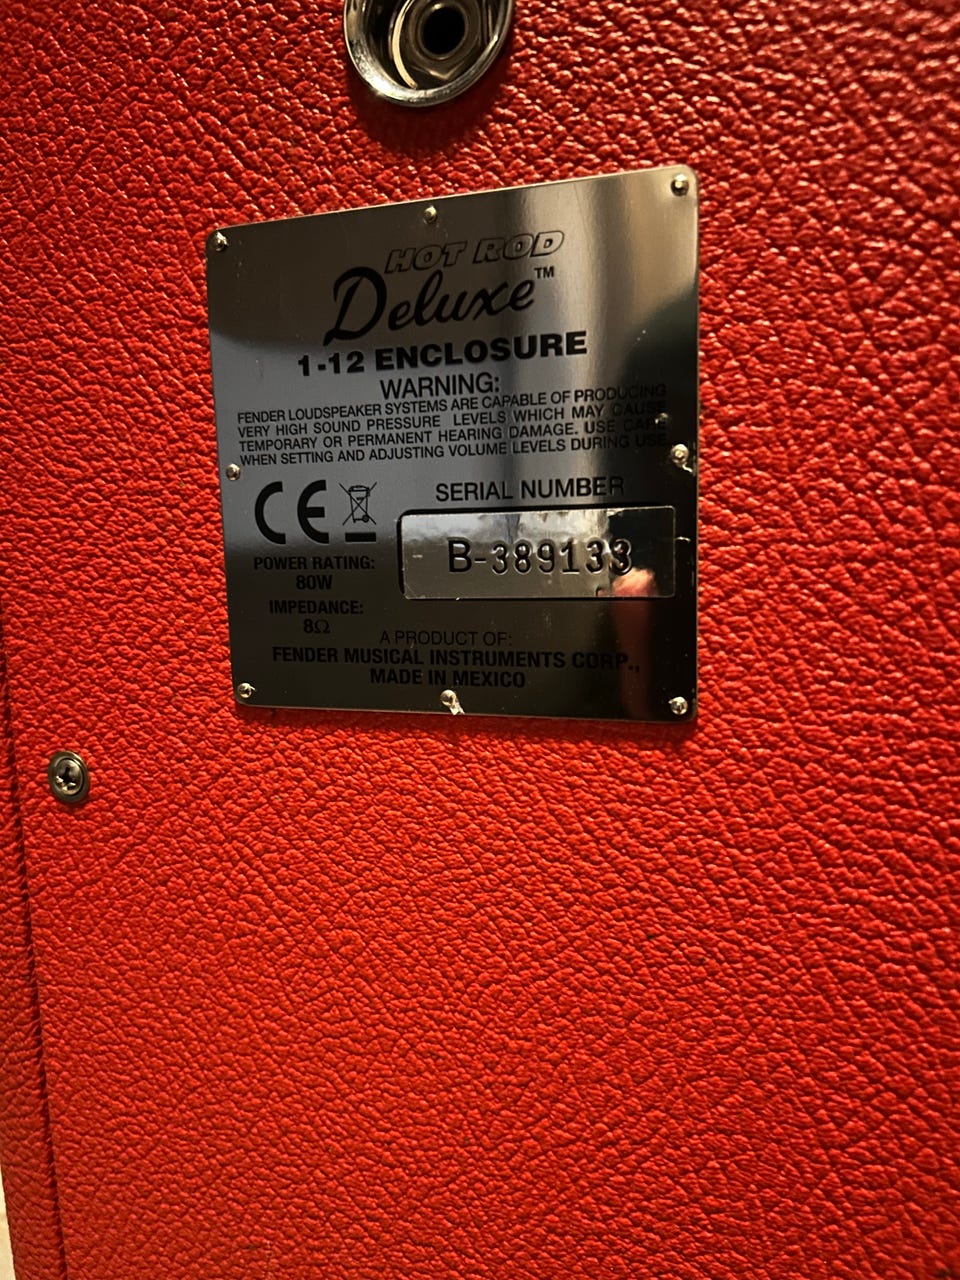 HOT ROD
Deluxe™
1-12 ENCLOSURE
WARNING:
FENDER LOUDSPEAKER SYSTEMS ARE CAPABLE OF PRODUCING
VERY HIGH SOUND PRESSURE LEVELS WHICH MAY CAUSE
TEMPORARY OR PERMANENT HEARING DAMAGE. USE CARE
WHEN SETTING AND ADJUSTING VOLUME LEVELS DURING USE
CE
SERIAL NUMBER
B-389133
POWER RATING:
80W
IMPEDANCE:
8Ω
A PRODUCT OF:
FENDER MUSICAL INSTRUMENTS CORP.,
MADE IN MEXICO